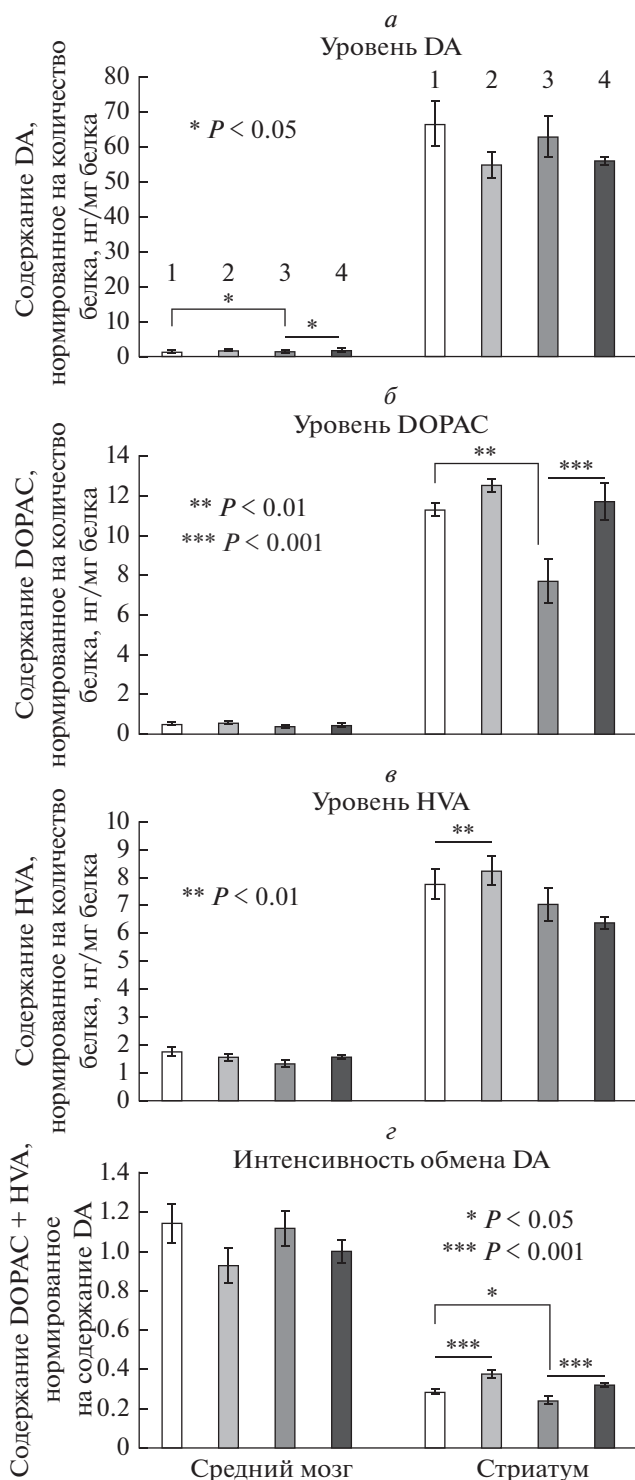 а
Уровень DA
Содержание DA,
нормированное на количество
белка, нг/мг белка
80
70
60
50
40
30
20
10
0
* P < 0.05
1 2 3 4
1 2 3 4
*
*
б
Уровень DOPAC
Содержание DOPAC,
нормированное на количество
белка, нг/мг белка
14
12
10
8
6
4
2
0
** P < 0.01
*** P < 0.001
**
***
в
Уровень HVA
Содержание HVA,
нормированное на количество
белка, нг/мг белка
10
9
8
7
6
5
4
3
2
1
0
** P < 0.01
**
г
Интенсивность обмена DA
Содержание DOPAC + HVA,
нормированное
на содержание DA
1.4
1.2
1.0
0.8
0.6
0.4
0.2
0
* P < 0.05
*** P < 0.001
*
***
***
Средний мозг
Стриатум